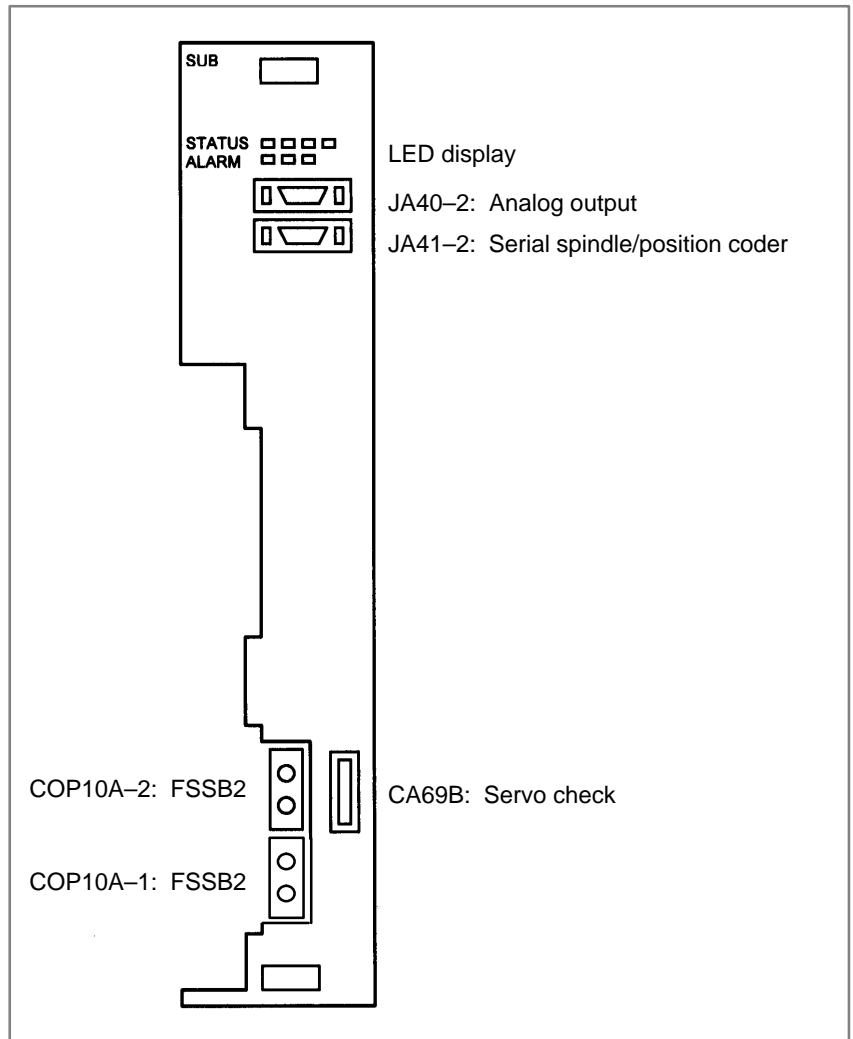 SUB
STATUS
ALARM
LED display
JA40–2: Analog output
JA41–2: Serial spindle/position coder
COP10A–2: FSSB2
CA69B: Servo check
COP10A–1: FSSB2